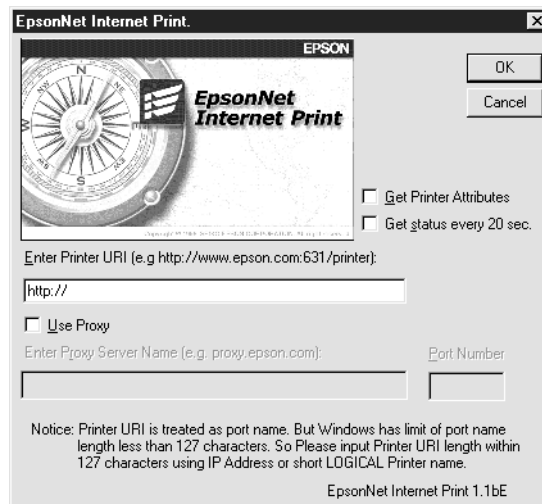 EpsonNet Internet Print.
EPSON
N
NW
NE
W
EpsonNet
Internet Print
OK
Cancel
Get Printer Attributes
Get status every 20 sec.
Enter Printer URI (e.g http://www.epson.com:631/printer):
http://
Use Proxy
Enter Proxy Server Name (e.g. proxy.epson.com):
Port Number
Notice: Printer URI is treated as port name. But Windows has limit of port name
length less than 127 characters. So Please input Printer URI length within
127 characters using IP Address or short LOGICAL Printer name.
EpsonNet Internet Print 1.1bE